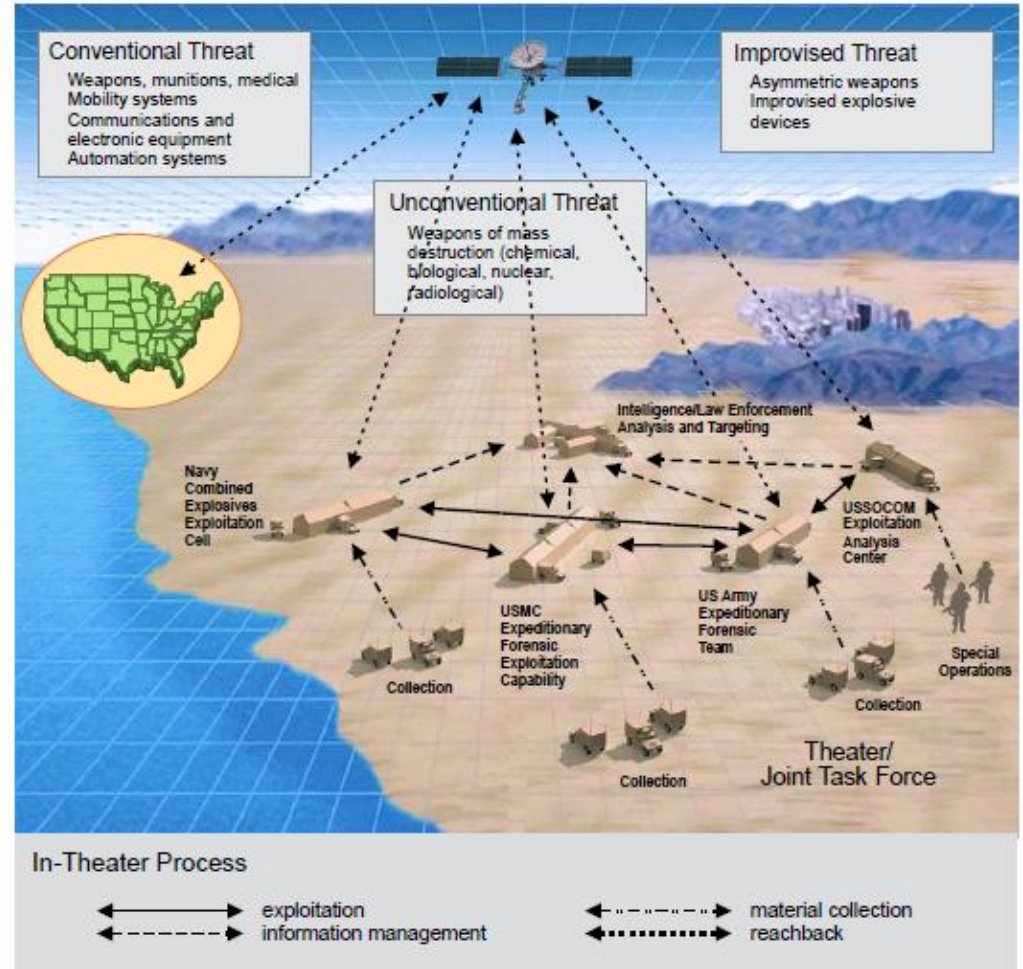 Conventional Threat
Weapons, munitions, medical
Mobility systems
Communications and
electronic equipment
Automation systems
Improvised Threat
Asymmetric weapons
Improvised explosive
devices
Unconventional Threat
Weapons of mass
destruction (chemical,
biological, nuclear,
radiological)
Intelligence/Law Enforcement
Analysis and Targeting
Navy
Combined
Explosives
Exploitation
Cell
USSOCOM
Exploitation
Analysis
Center
USMC
Expeditionary
Forensic
Exploitation
Capability
US Army
Expeditionary
Forensic
Team
Special
Operations
Collection
Collection
Collection
Theater/
Joint Task Force
In-Theater Process
exploitation
information management
material collection
reachback